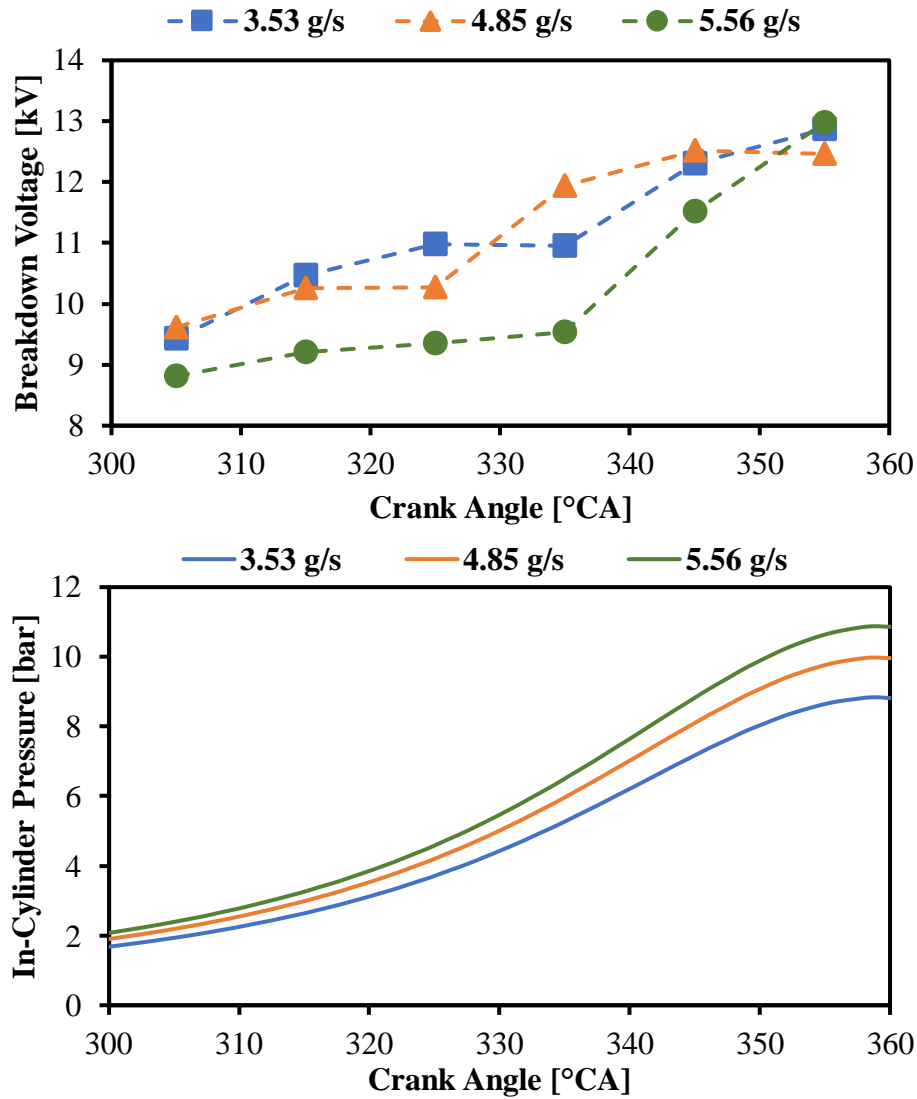 3.53 g/s 4.85 g/s 5.56 g/s
14
13
12
11
10
9
8
Breakdown Voltage [kV]
300 310 320 330 340 350 360
Crank Angle [°CA]
3.53 g/s 4.85 g/s 5.56 g/s
12
10
8
6
4
2
0
In-Cylinder Pressure [bar]
300 310 320 330 340 350 360
Crank Angle [°CA]